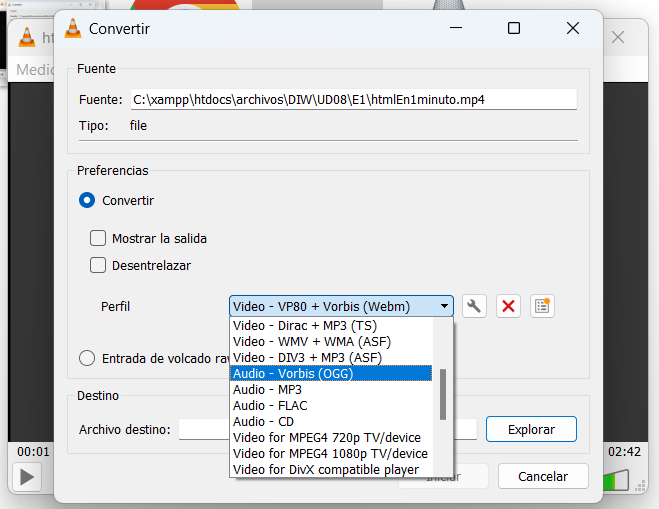 Convertir
ht
Medic
Fuente
Fuente: C:\xampp\htdocs\archivos\DIW\UD08\E1\htmlEn1minuto.mp4
Tipo: file
Preferencias
Convertir
Mostrar la salida
Desentrelazar
Perfil Video - VP80 + Vorbis (Webm)
Video - Dirac + MP3 (TS)
Video - WMV + WMA (ASF)
Entrada de volcado raw Video - DIV3 + MP3 (ASF)
Audio - Vorbis (OGG)
Audio - MP3
Destino Audio - FLAC
Audio - CD
Archivo destino: Explorar
Video for MPEG4 720p TV/device
00:01 Video for MPEG4 1080p TV/device 02:42
Video for DivX compatible player
Iniciar Cancelar